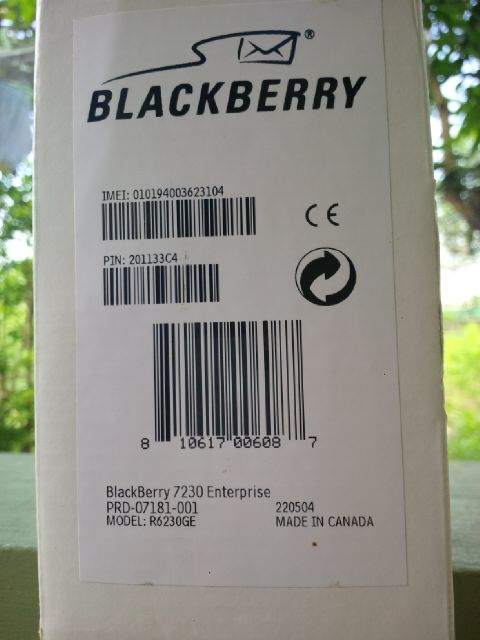 ®
BLACKBERRY
IMEI: 010194003623104
CE
PIN: 201133C4
8 10617 00608 7
BlackBerry 7230 Enterprise
PRD-07181-001 220504
MODEL: R6230GE MADE IN CANADA